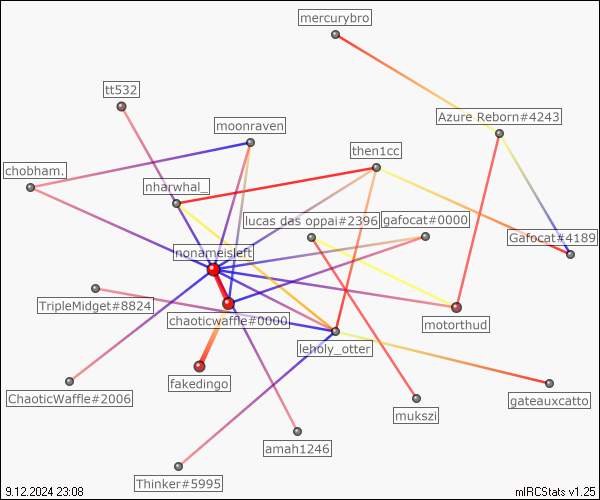 mercurybro
tt532
Azure Reborn#4243
moonraven
then1cc
chobham.
nharwhal_
lucas das oppai#2396
gafocat#0000
Gafocat#4189
nonameisleft
TripleMidget#8824
chaoticwaffle#0000
motorthud
leholy_otter
fakedingo
ChaoticWaffle#2006
gateauxcatto
mukszi
amah1246
Thinker#5995
9.12.2024 23:08
mIRCStats v1.25